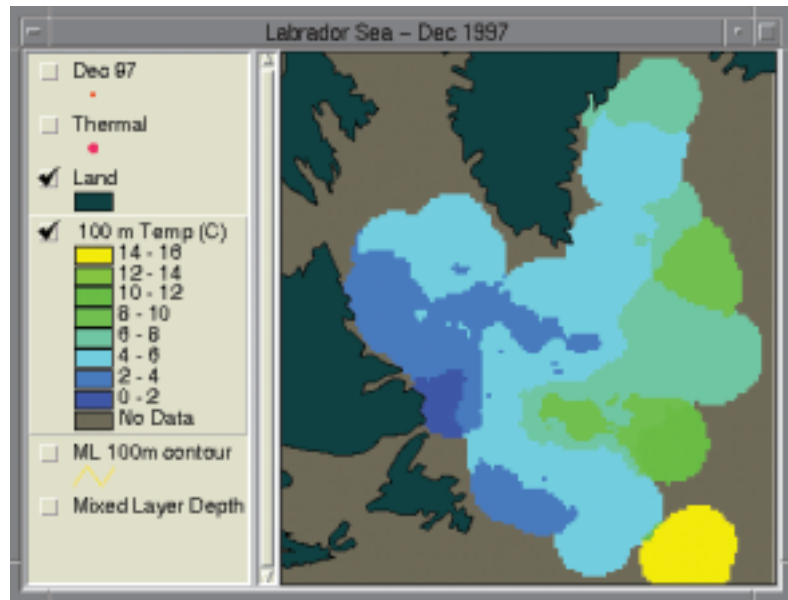 Labrador Sea - Dec 1997
Dec 97
Thermal
Land
100 m Temp (C)
14 - 16
12 - 14
10 - 12
8 - 10
6 - 8
4 - 6
2 - 4
0 - 2
No Data
ML 100m contour
Mixed Layer Depth